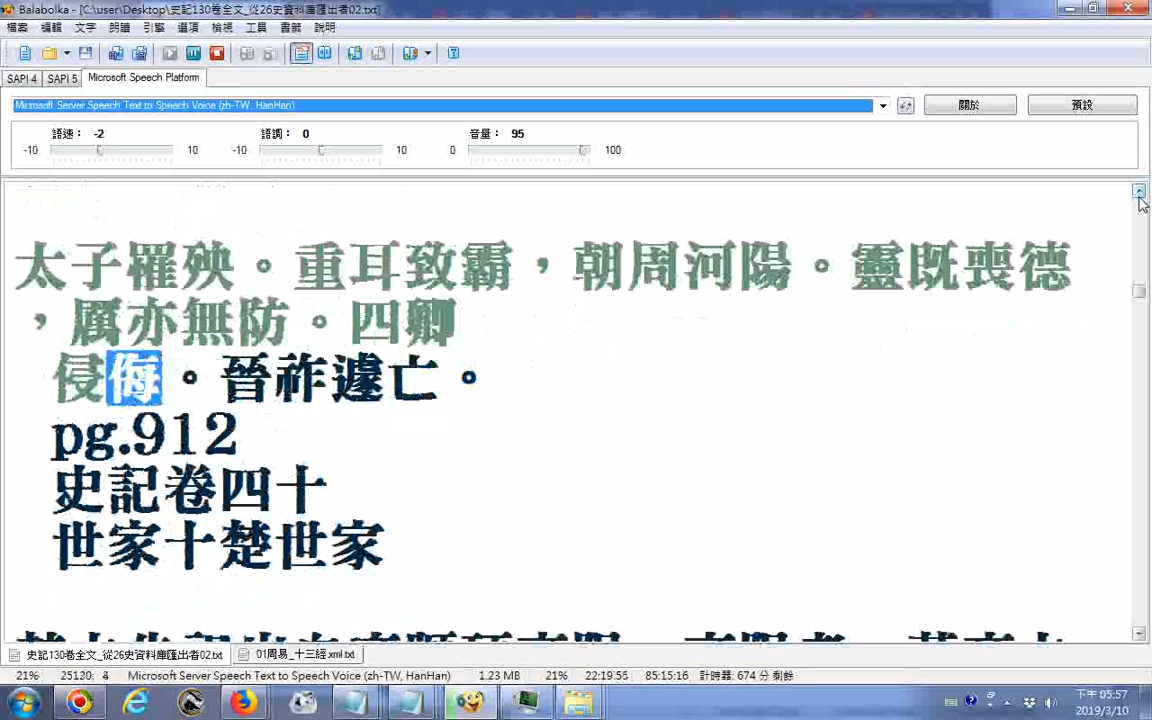 Balabolka - [C:\user\Desktop\史記130卷全文_從26史資料庫匯出者02.txt]
檔案 編輯 文字 朗讀 引擎 選項 檢視 工具 書籤 說明
SAPI 4 SAPI 5 Microsoft Speech Platform
Microsoft Server Speech Text to Speech Voice (zh-TW, HanHan)
關於 預設
語速： -2 語調： 0 音量： 95
-10 10 -10 10 0 100
太子罹殃。重耳致霸，朝周河陽。靈既喪德
，厲亦無防。四卿
侵侮。晉祚遽亡。
pg.912
史記卷四十
世家十楚世家
史記130卷全文_從26史資料庫匯出者02.txt 01周易_十三經.xml.txt
21% 25130: 4 Microsoft Server Speech Text to Speech Voice (zh-TW, HanHan) 1.23 MB 21% 22:19:55 85:15:16 計時器: 674 分 剩餘
下午 05:57
2019/3/10